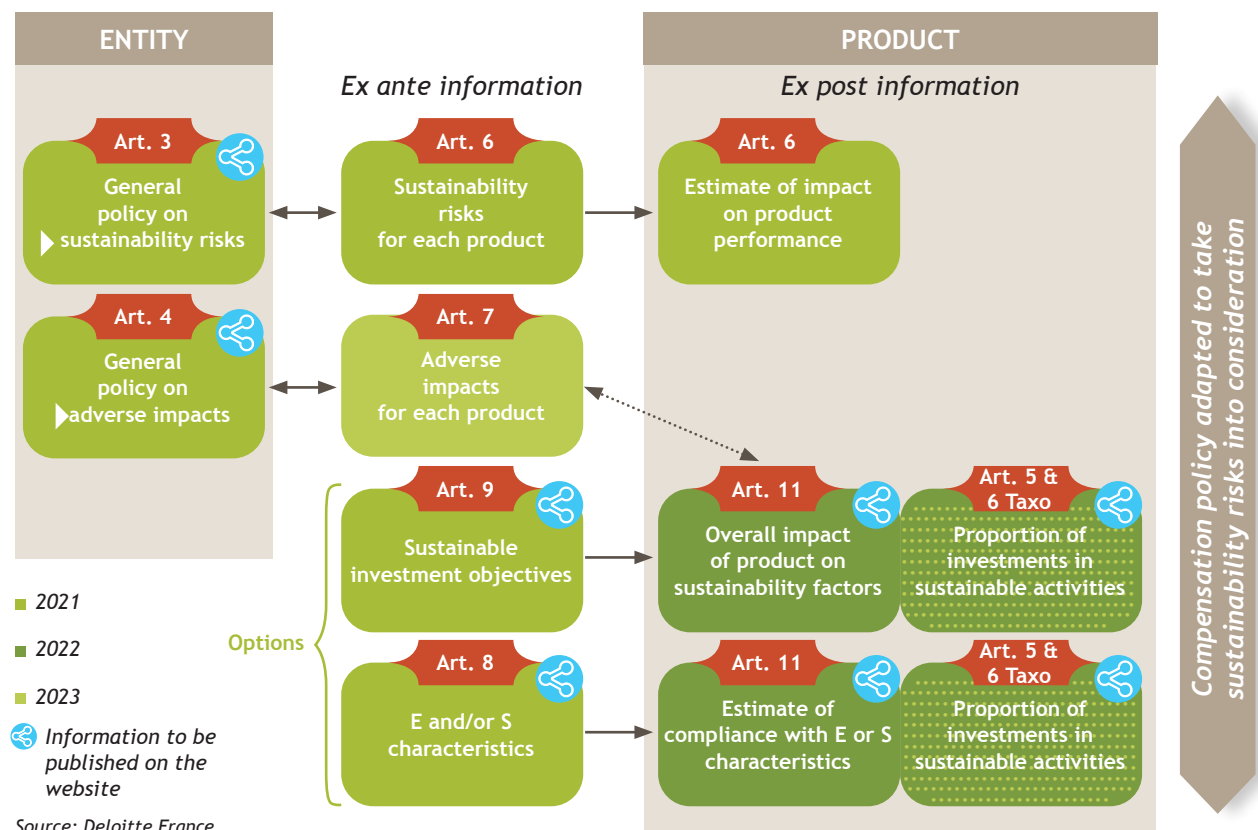 ENTITY
PRODUCT
Ex ante information
Ex post information
Art. 3
General
policy on
sustainability risks
Art. 6
Sustainability
risks
for each product
Art. 6
Estimate of impact
on product
performance
Art. 4
General
policy on
adverse impacts
Art. 7
Adverse
impacts
for each product
Options
Art. 9
Sustainable
investment objectives
Art. 11
Overall impact
of product on
sustainability factors
Art. 5 &
6 Taxo
Proportion of
investments in
sustainable activities
Art. 8
E and/or S
characteristics
Art. 11
Estimate of
compliance with E or S
characteristics
Art. 5 &
6 Taxo
Proportion of
investments in
sustainable activities
Compensation policy adapted to take
sustainability risks into consideration
2021
2022
2023
Information to be
published on the
website
Source: Deloitte France